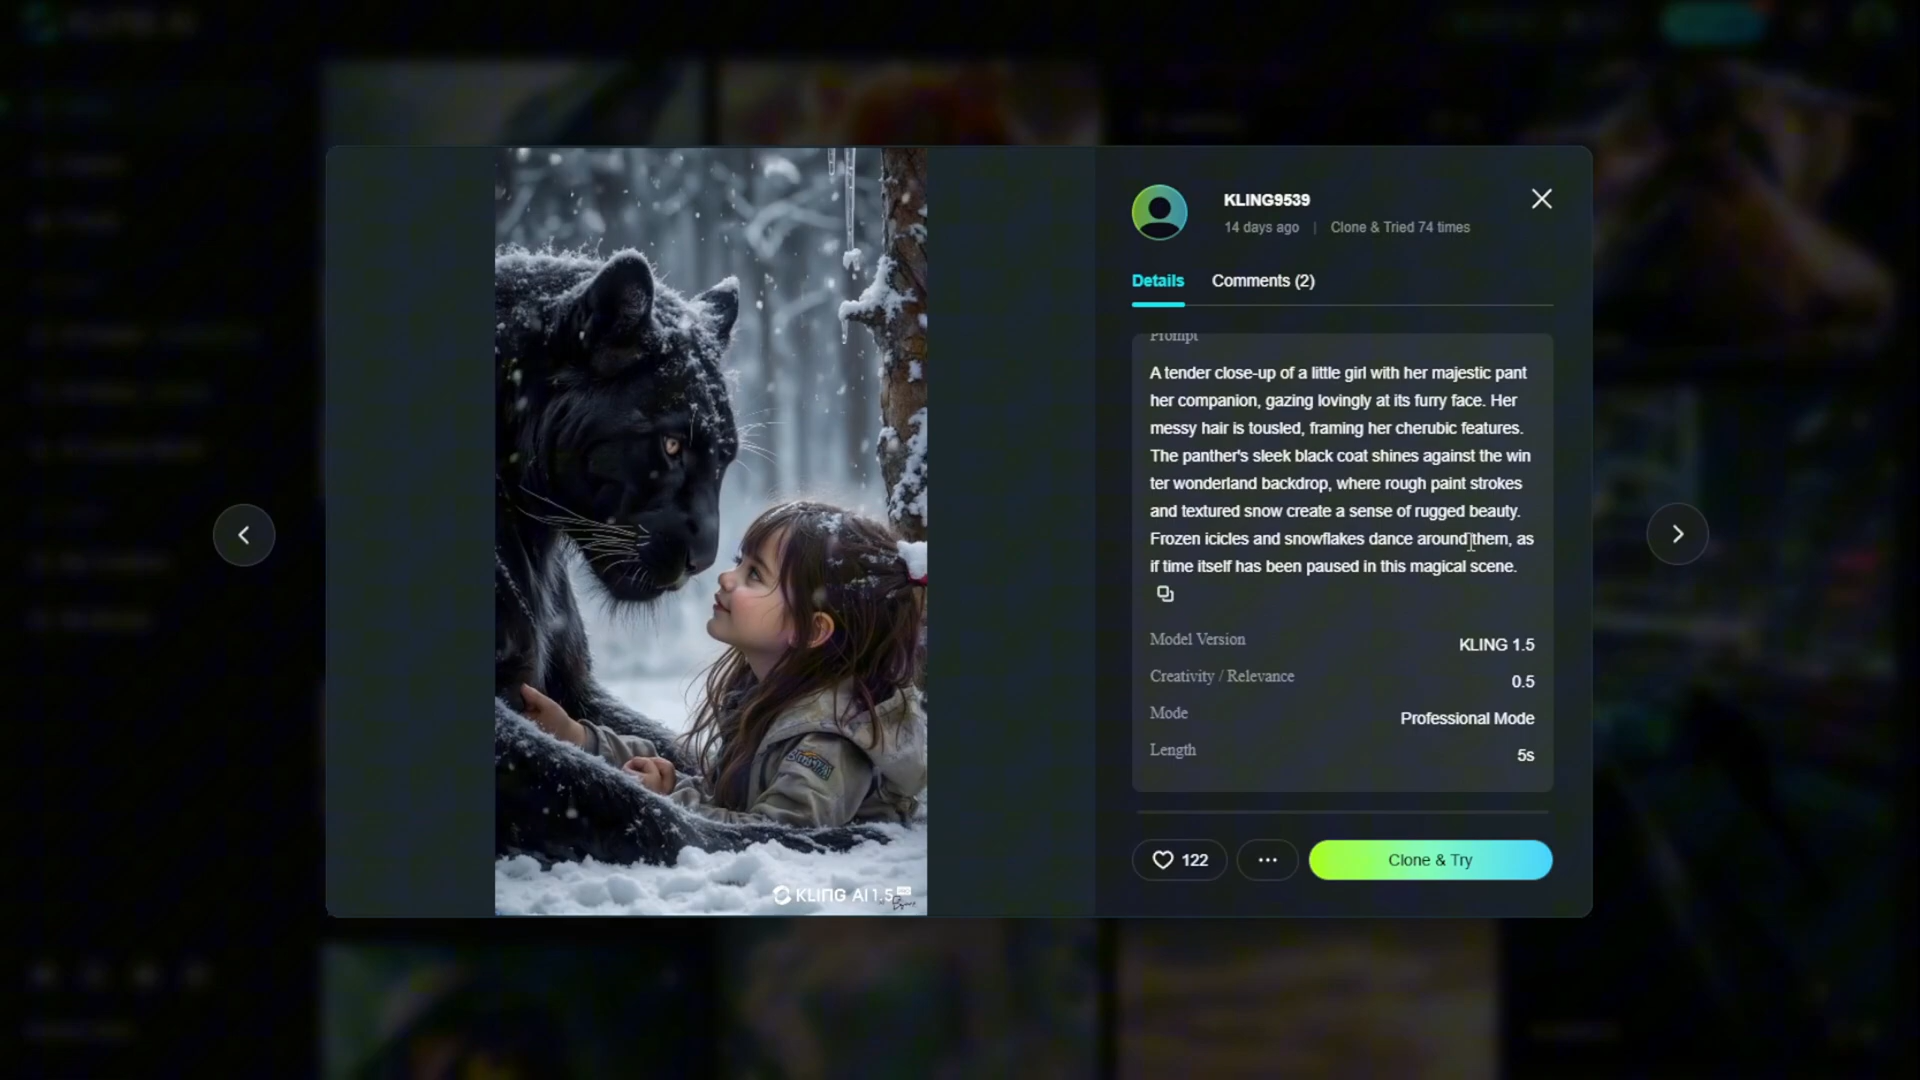 KLING9539
14 days ago | Clone & Tried 74 times
Details Comments (2)
Prompt
A tender close-up of a little girl with her majestic pant
her companion, gazing lovingly at its furry face. Her
messy hair is tousled, framing her cherubic features.
The panther's sleek black coat shines against the win
ter wonderland backdrop, where rough paint strokes
and textured snow create a sense of rugged beauty.
Frozen icicles and snowflakes dance around them, as
if time itself has been paused in this magical scene.
Model Version KLING 1.5
Creativity / Relevance 0.5
Mode Professional Mode
Length 5s
122 Clone & Try
KLING AI 1.5